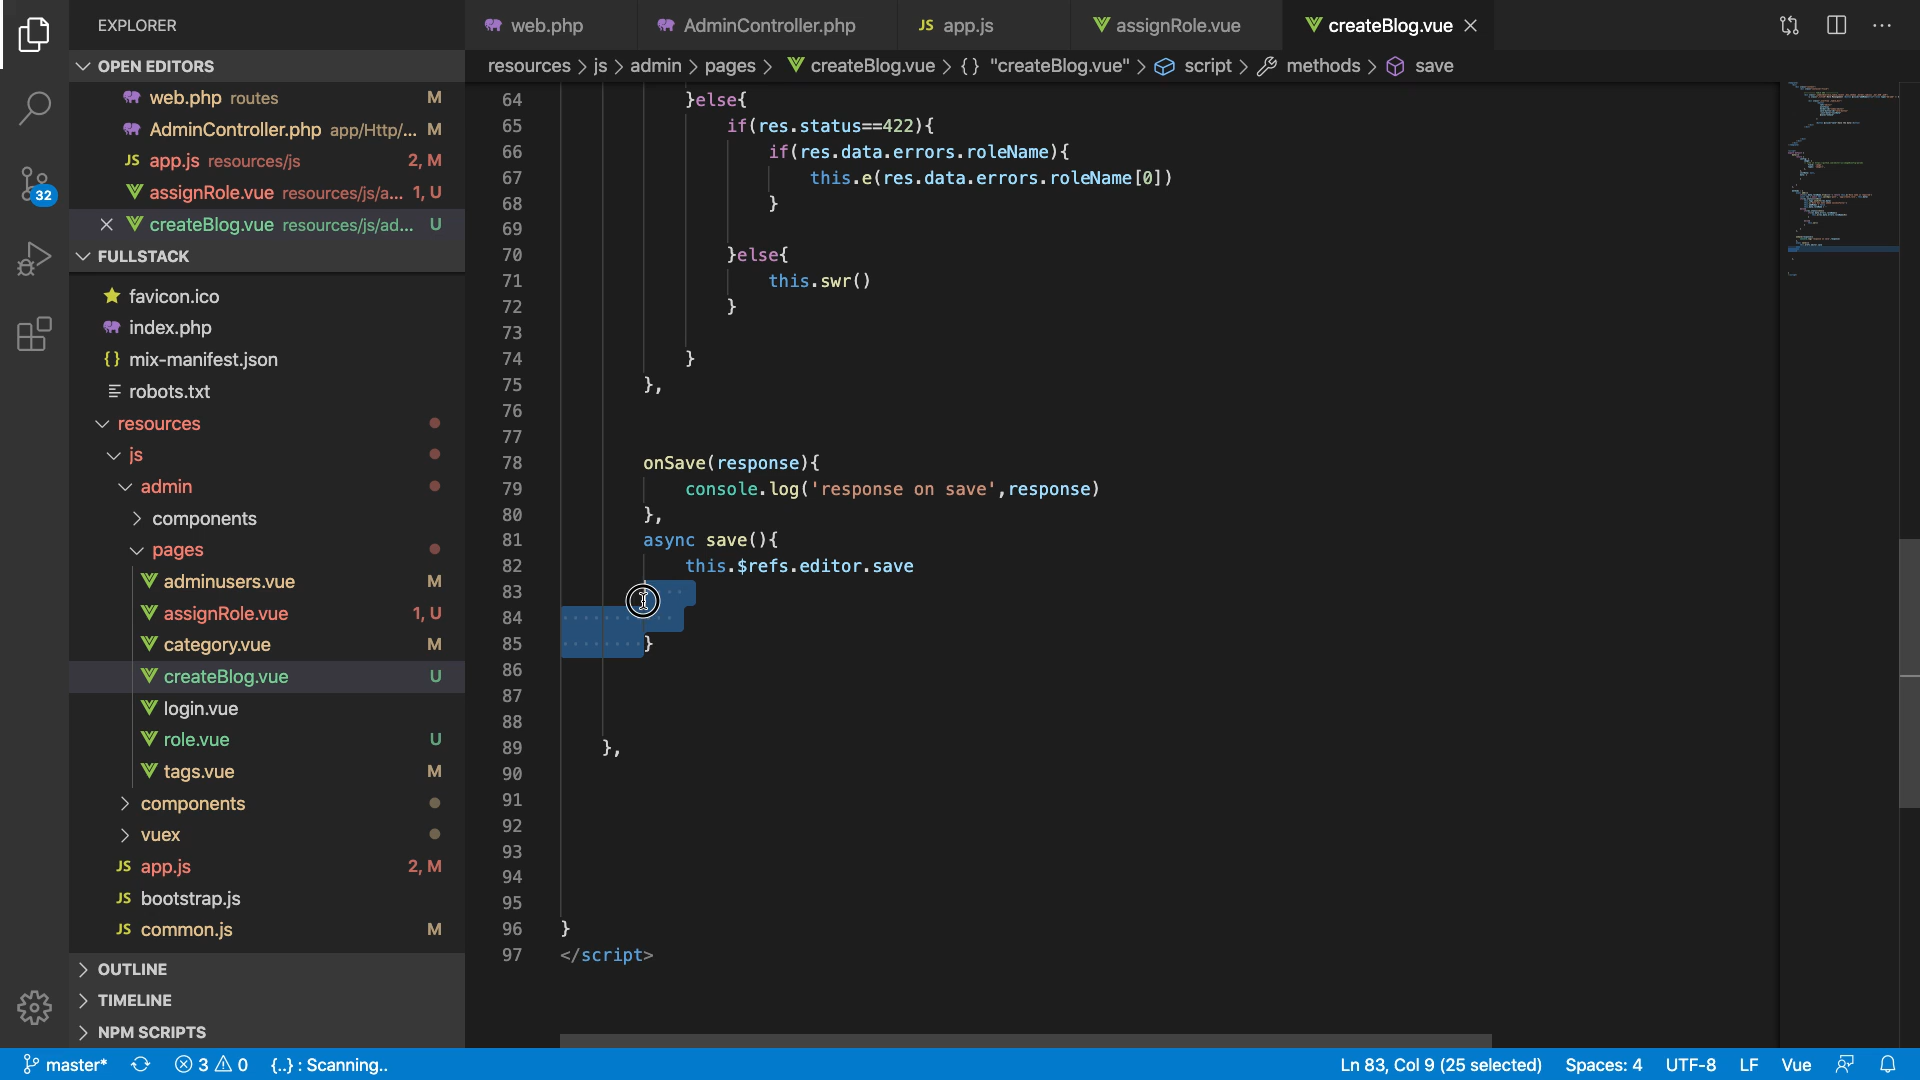 EXPLORER
OPEN EDITORS
web.php routes M
AdminController.php app/Http/... M
JS app.js resources/js 2, M
assignRole.vue resources/js/a... 1, U
createBlog.vue resources/js/ad... U
FULLSTACK
favicon.ico
index.php
{} mix-manifest.json
robots.txt
resources
js
admin
components
pages
adminusers.vue M
assignRole.vue 1, U
category.vue M
createBlog.vue U
login.vue
role.vue U
tags.vue M
components
vuex
JS app.js 2, M
JS bootstrap.js
JS common.js M
OUTLINE
TIMELINE
NPM SCRIPTS
32
web.php AdminController.php JS app.js assignRole.vue createBlog.vue
resources > js > admin > pages > createBlog.vue > {} "createBlog.vue" > script > methods > save
64 }else{
65 if(res.status==422){
66 if(res.data.errors.roleName){
67 this.e(res.data.errors.roleName[0])
68 }
69
70 }else{
71 this.swr()
72 }
73
74 }
75 },
76
77
78 onSave(response){
79 console.log('response on save',response)
80 },
81 async save(){
82 this.$refs.editor.save
83
84
85 }
86
87
88
89 },
90
91
92
93
94
95
96 }
97 </script>
master* 3 0 {..} : Scanning.. Ln 83, Col 9 (25 selected) Spaces: 4 UTF-8 LF Vue